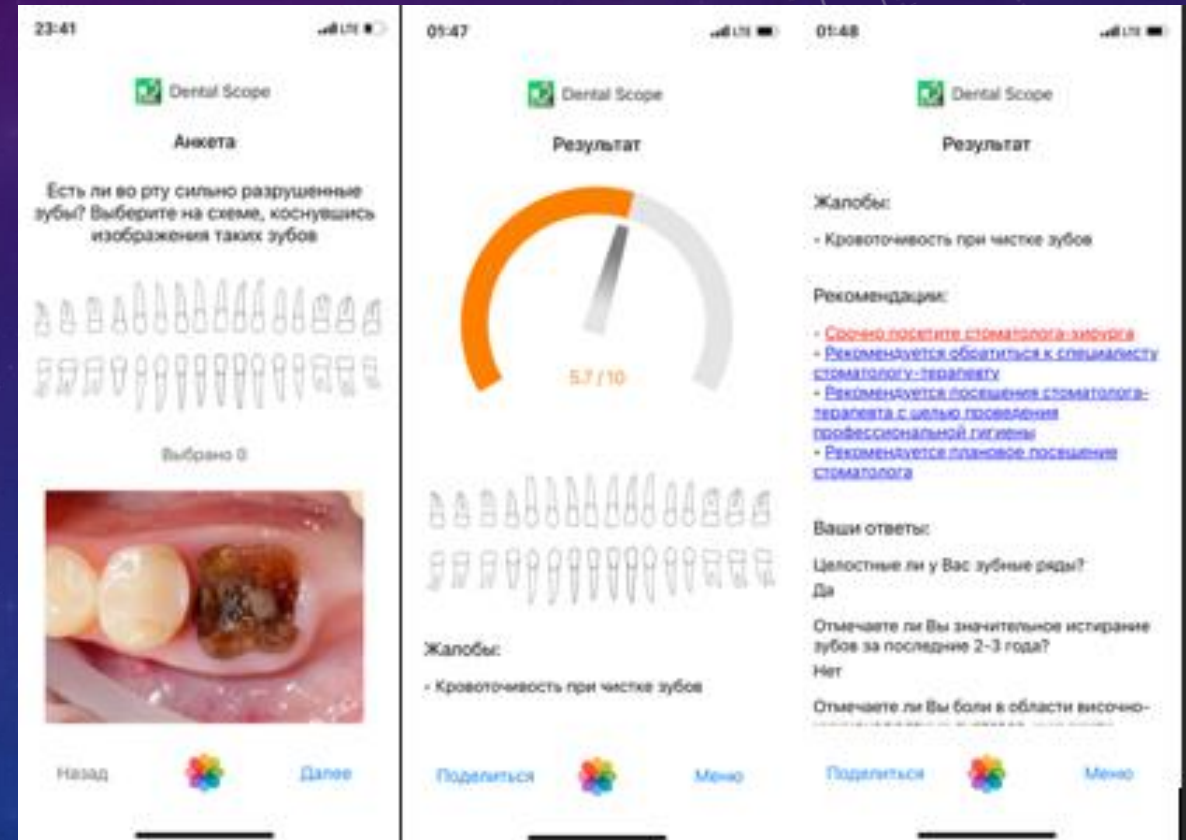 23:41
LTE
Dental Scope
Анкета
Есть ли во рту сильно разрушенные
зубы? Выберите на схеме, коснувшись
изображения таких зубов
Выбрано 0
Назад
Далее
01:47
LTE
Dental Scope
Результат
5.7 / 10
Жалобы:
- Кровоточивость при чистке зубов
Поделиться
Меню
01:48
LTE
Dental Scope
Результат
Жалобы:
- Кровоточивость при чистке зубов
Рекомендации:
- Срочно посетите стоматолога-хирурга
- Рекомендуется обратиться к специалисту
стоматологу-терапевту
- Рекомендуется посещения стоматолога-
терапевта с целью проведения
профессиональной гигиены
- Рекомендуется плановое посещение
стоматолога
Ваши ответы:
Целостные ли у Вас зубные ряды?
Да
Отмечаете ли Вы значительное истирание
зубов за последние 2-3 года?
Нет
Отмечаете ли Вы боли в области височно-
Поделиться
Меню